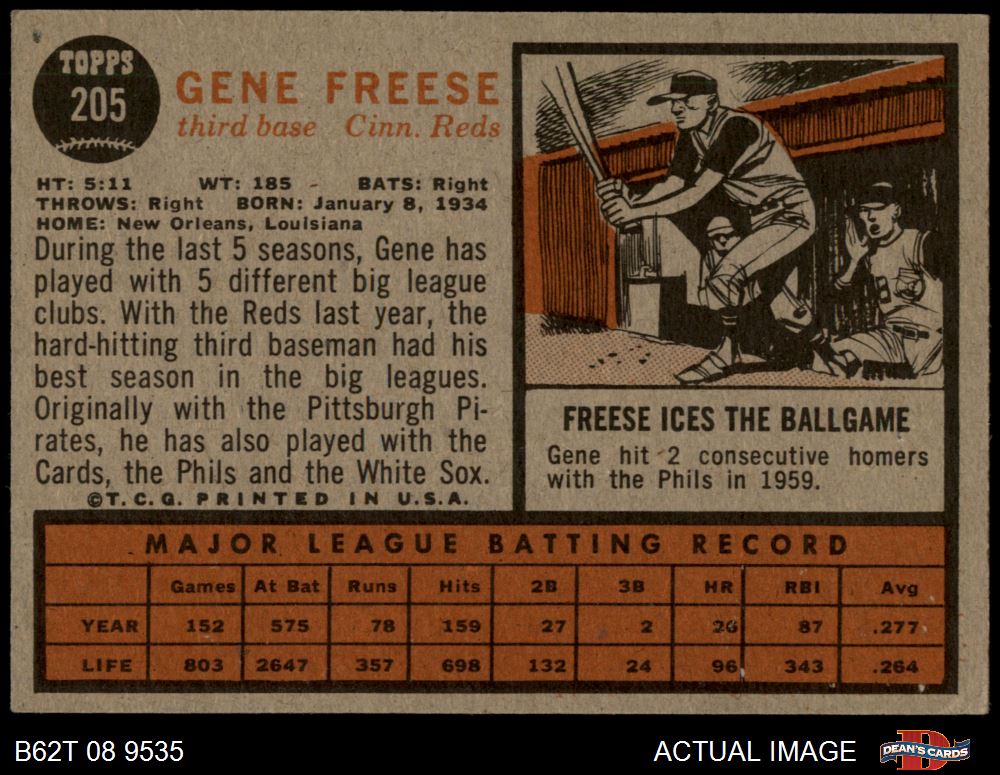 TOPPS
205
GENE FREESE
third base Cinn. Reds
HT: 5:11 WT: 185 BATS: Right
THROWS: Right BORN: January 8, 1934
HOME: New Orleans, Louisiana
During the last 5 seasons, Gene has
played with 5 different big league
clubs. With the Reds last year, the
hard-hitting third baseman had his
best season in the big leagues.
Originally with the Pittsburgh Pi-
rates, he has also played with the
Cards, the Phils and the White Sox.
©T.C.G. PRINTED IN U.S.A.
FREESE ICES THE BALLGAME
Gene hit 2 consecutive homers
with the Phils in 1959.
MAJOR LEAGUE BATTING RECORD
Games At Bat Runs Hits 2B 3B HR RBI Avg
YEAR 152 575 78 159 27 2 26 87 .277
LIFE 803 2647 357 698 132 24 96 343 .264
B62T 08 9535
ACTUAL IMAGE
DEAN'S CARDS